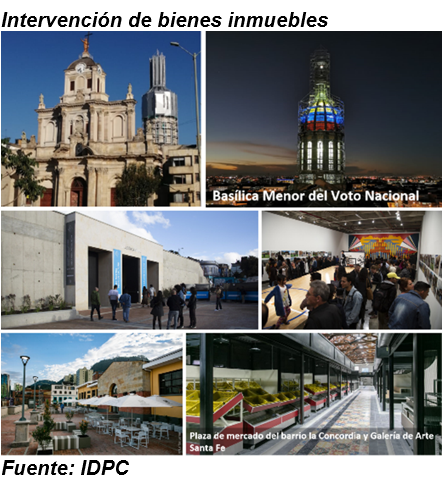 Intervención de bienes inmuebles
Basílica Menor del Voto Nacional
Plaza de mercado del barrio la Concordia y Galería de Arte
Santa Fe
Fuente: IDPC